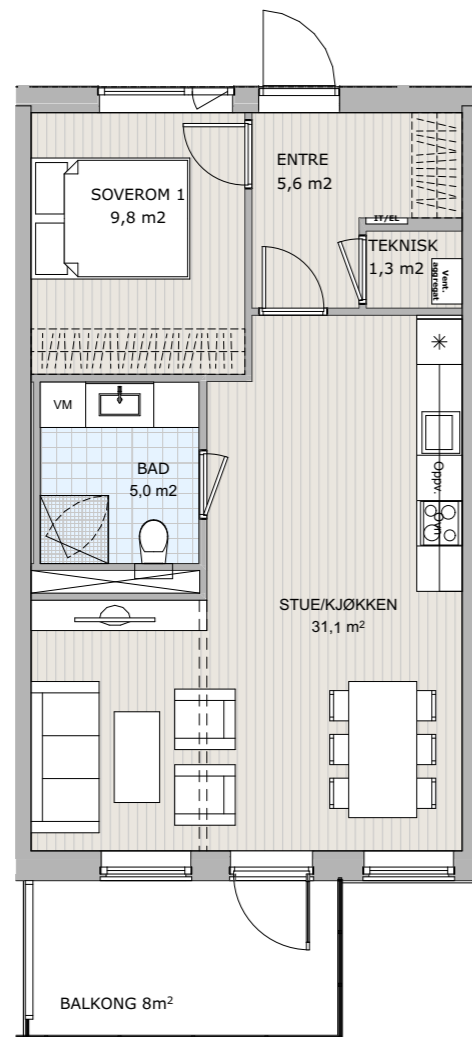 ENTRE
5,6 m2
SOVEROM 1
9,8 m2
IT/EL
TEKNISK
1,3 m2
Vent.
aggregat
VM
BAD
5,0 m2
Oppv.
Ovn
STUE/KJØKKEN
31,1 m²
BALKONG 8m²